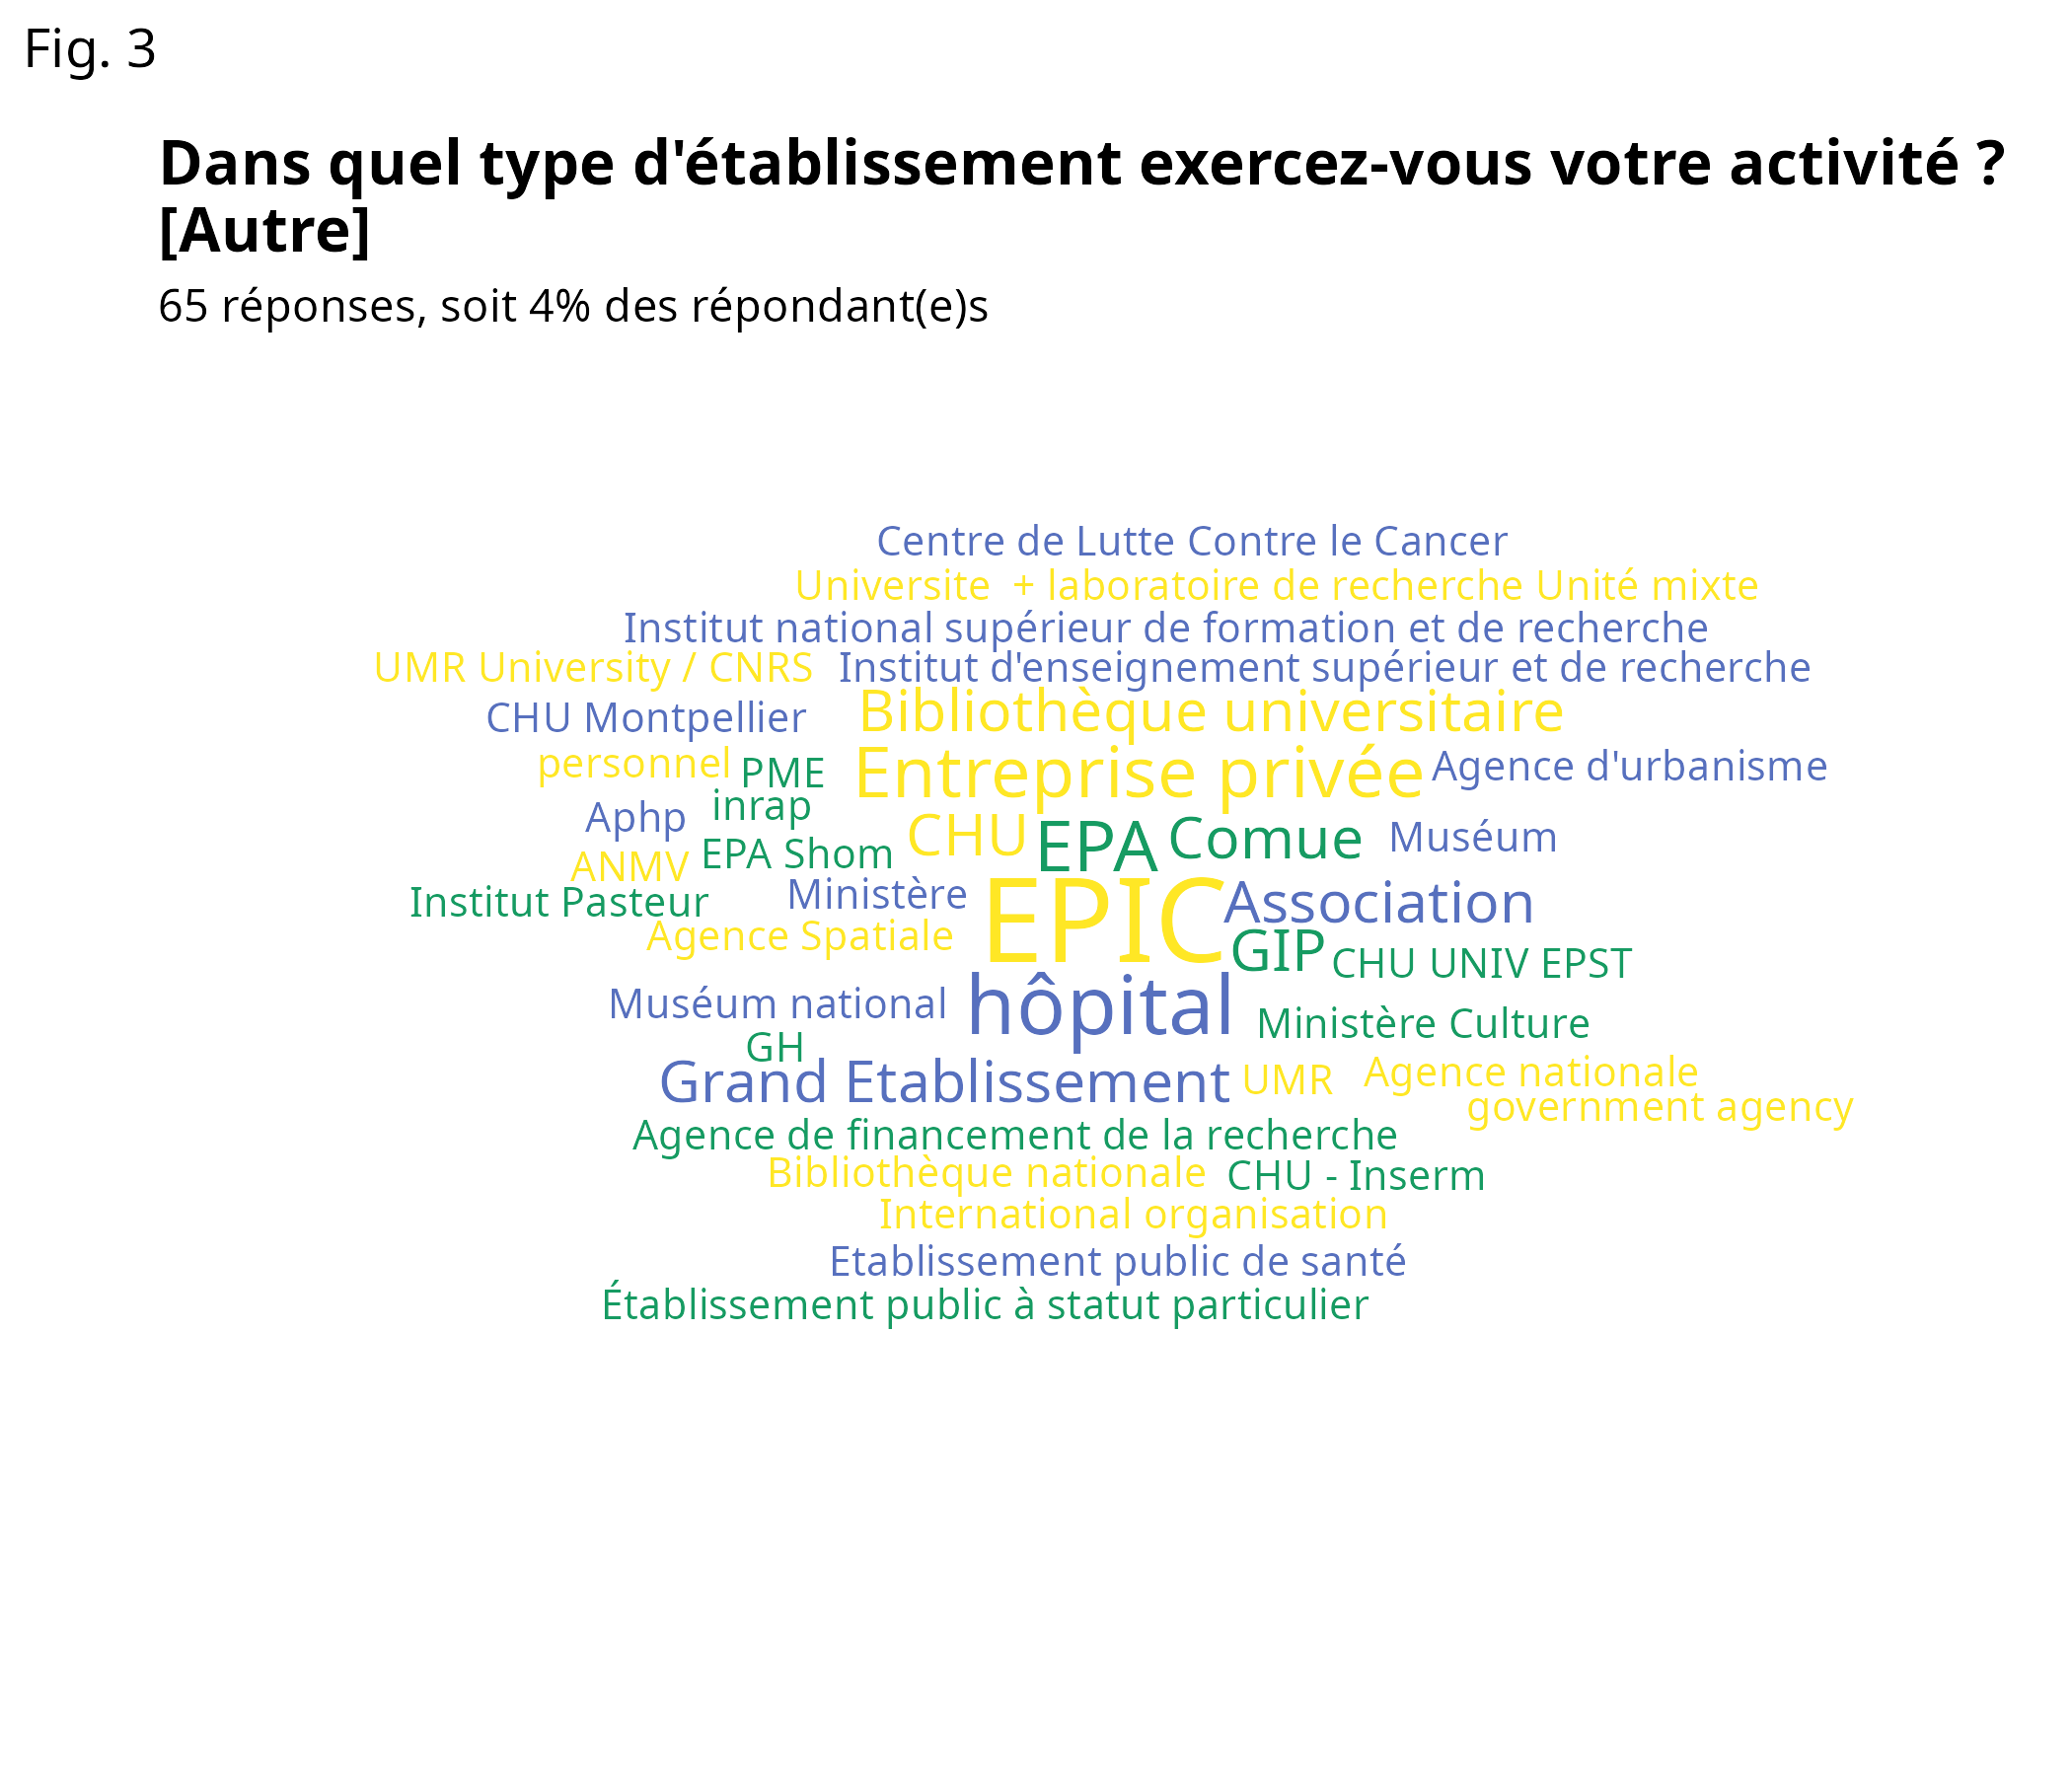 Fig. 3
Dans quel type d'établissement exercez-vous votre activité ?
[Autre]
65 réponses, soit 4% des répondant(e)s
Centre de Lutte Contre le Cancer
Universite  + laboratoire de recherche Unité mixte
Institut national supérieur de formation et de recherche
UMR University / CNRS
Institut d'enseignement supérieur et de recherche
CHU Montpellier
Bibliothèque universitaire
personnel
PME
Entreprise privée
Agence d'urbanisme
Aphp
inrap
CHU
EPA
Comue
Muséum
ANMV
EPA Shom
Institut Pasteur
Ministère
EPIC
Association
Agence Spatiale
GIP
CHU UNIV EPST
Muséum national
hôpital
Ministère Culture
GH
Grand Etablissement
UMR
Agence nationale
government agency
Agence de financement de la recherche
Bibliothèque nationale
CHU - Inserm
International organisation
Etablissement public de santé
Établissement public à statut particulier